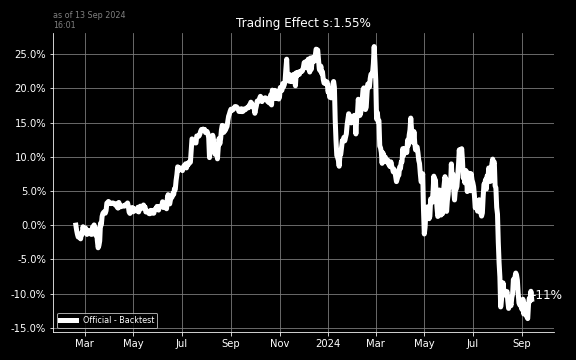 as of 13 Sep 2024
16:01
Trading Effect s:1.55%
25.0%
20.0%
15.0%
10.0%
5.0%
0.0%
-5.0%
-10.0%
-15.0%
-11%
Official - Backtest
Mar May Jul Sep Nov 2024 Mar May Jul Sep